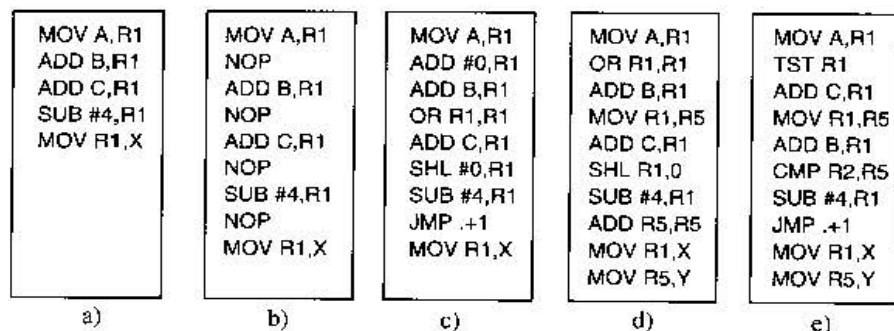 MOV A,R1
ADD B,R1
ADD C,R1
SUB #4,R1
MOV R1,X
a)
MOV A,R1
NOP
ADD B,R1
NOP
ADD C,R1
NOP
SUB #4,R1
NOP
MOV R1,X
b)
MOV A,R1
ADD #0,R1
ADD B,R1
OR R1,R1
ADD C,R1
SHL #0,R1
SUB #4,R1
JMP .+1
MOV R1,X
c)
MOV A,R1
OR R1,R1
ADD B,R1
MOV R1,R5
ADD C,R1
SHL R1,0
SUB #4,R1
ADD R5,R5
MOV R1,X
MOV R5,Y
d)
MOV A,R1
TST R1
ADD C,R1
MOV R1,R5
ADD B,R1
CMP R2,R5
SUB #4,R1
JMP .+1
MOV R1,X
MOV R5,Y
e)